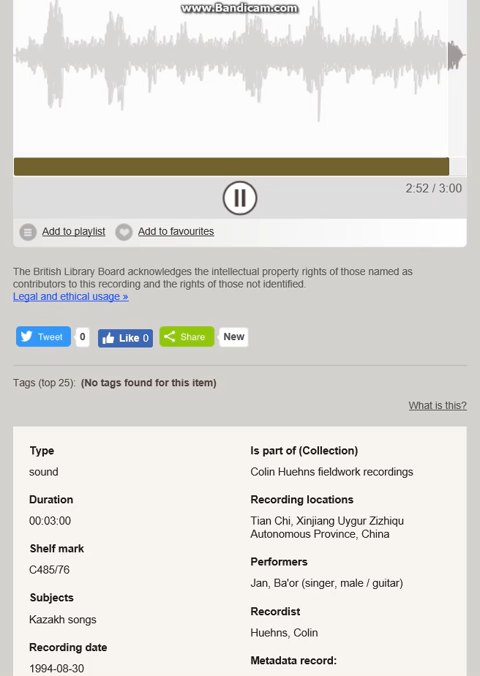 www.Bandicam.com
2:52 / 3:00
Add to playlist Add to favourites
The British Library Board acknowledges the intellectual property rights of those named as
contributors to this recording and the rights of those not identified.
Legal and ethical usage »
Tweet 0 Like 0 Share New
Tags (top 25): (No tags found for this item)
What is this?
Type
sound
Duration
00:03:00
Shelf mark
C485/76
Subjects
Kazakh songs
Recording date
1994-08-30
Is part of (Collection)
Colin Huehns fieldwork recordings
Recording locations
Tian Chi, Xinjiang Uygur Zizhiqu
Autonomous Province, China
Performers
Jan, Ba'or (singer, male / guitar)
Recordist
Huehns, Colin
Metadata record: